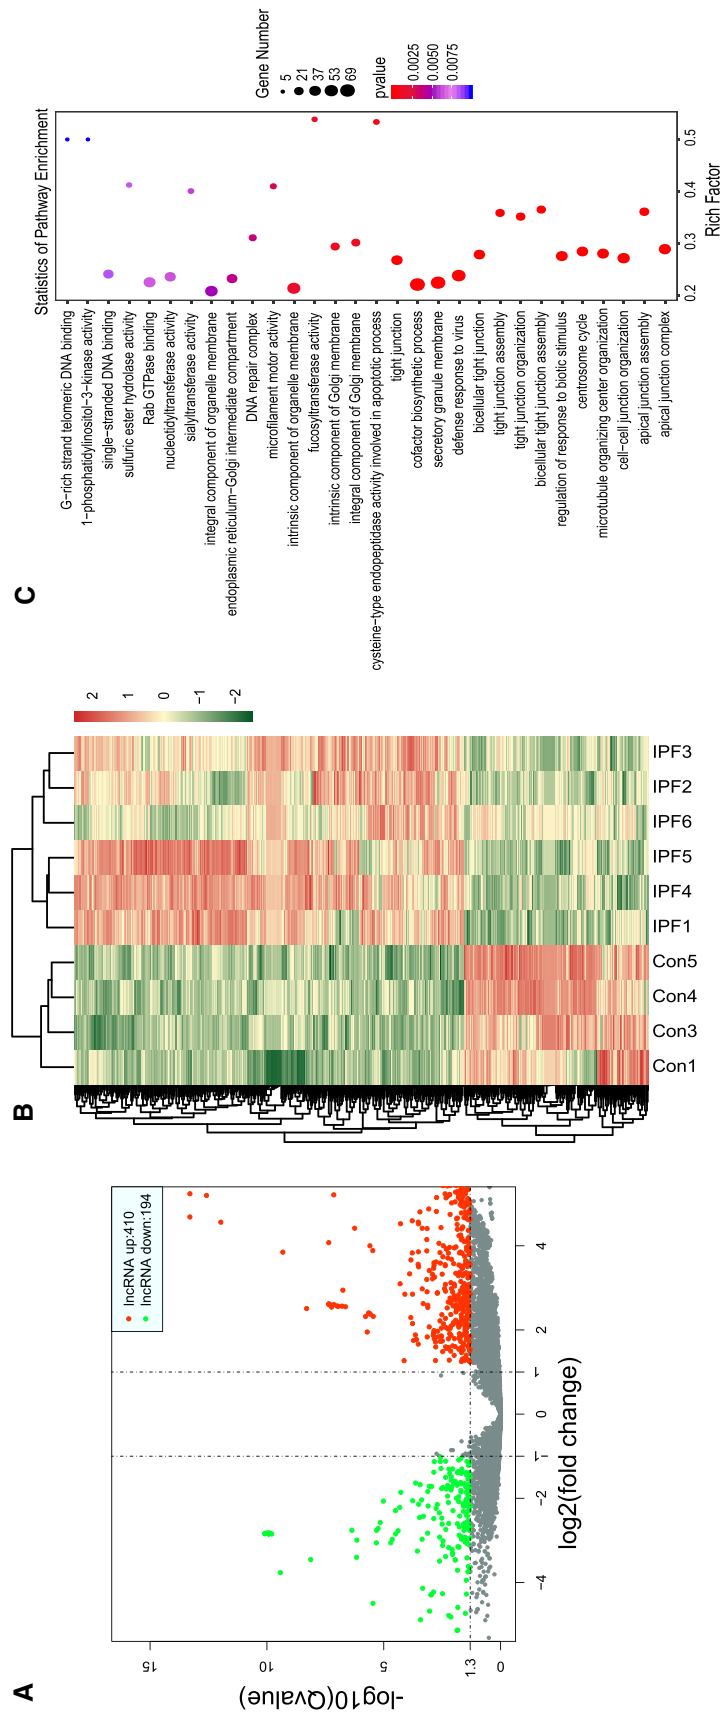 A
-log10(Qvalue)
15
10
5
1.3
0
lncRNA up:410
lncRNA down:194
-4
-2
1-
0
1
2
4
log2(fold change)
B
2
1
0
-1
-2
Con1
Con3
Con4
Con5
IPF1
IPF4
IPF5
IPF6
IPF2
IPF3
C
Statistics of Pathway Enrichment
G-rich strand telomeric DNA binding
1-phosphatidylinositol-3-kinase activity
single-stranded DNA binding
sulfuric ester hydrolase activity
Rab GTPase binding
nucleotidyltransferase activity
sialyltransferase activity
integral component of organelle membrane
endoplasmic reticulum-Golgi intermediate compartment
DNA repair complex
microfilament motor activity
intrinsic component of organelle membrane
fucosyltransferase activity
intrinsic component of Golgi membrane
integral component of Golgi membrane
cysteine-type endopeptidase activity involved in apoptotic process
tight junction
cofactor biosynthetic process
secretory granule membrane
defense response to virus
bicellular tight junction
tight junction assembly
tight junction organization
bicellular tight junction assembly
regulation of response to biotic stimulus
centrosome cycle
microtubule organizing center organization
cell-cell junction organization
apical junction assembly
apical junction complex
0.2
0.3
0.4
0.5
Rich Factor
Gene Number
5
21
37
53
69
pvalue
0.0025
0.0050
0.0075